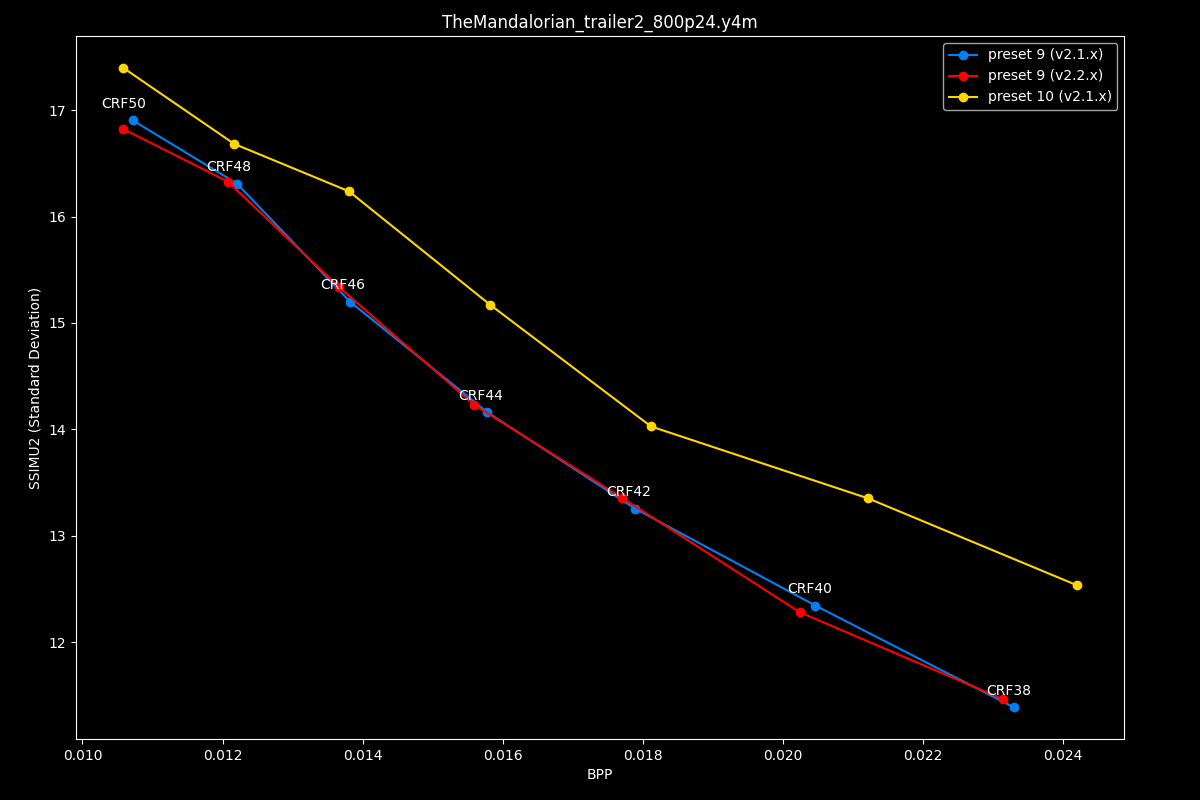 TheMandalorian_trailer2_800p24.y4m
preset 9 (v2.1.x)
preset 9 (v2.2.x)
preset 10 (v2.1.x)
CRF50
CRF48
CRF46
CRF44
CRF42
CRF40
CRF38
17
16
15
14
13
12
SSIMU2 (Standard Deviation)
0.010 0.012 0.014 0.016 0.018 0.020 0.022 0.024
BPP